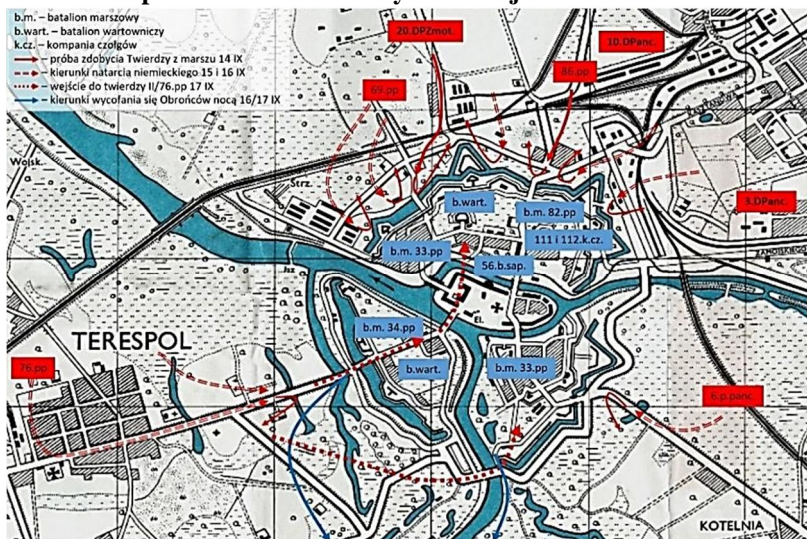 b.m. – batalion marszowy
b.wart. – batalion wartowniczy
k.cz. – kompania czołgów
próba zdobycia Twierdzy z marszu 14 IX
kierunki natarcia niemieckiego 15 i 16 IX
wejście do twierdzy II/76.pp 17 IX
kierunki wycofania się Obrońców nocą 16/17 IX
20.DPZmot.
10.DPanc.
69.pp
86.pp
Wojsk.
Strz.
3.DPanc.
b.wart.
b.m. 82.pp
111 i 112.k.cz.
b.m. 33.pp
56.b.sap.
El.
b.m. 34.pp
TERESPOL
76.pp
b.wart.
b.m. 33.pp
6.p.panc.
KOTELNIA